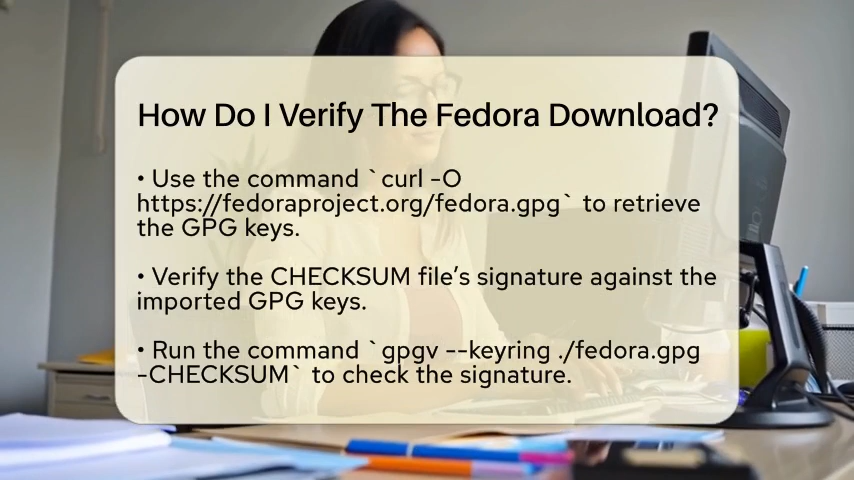 How Do I Verify The Fedora Download?
• Use the command `curl -O
https://fedoraproject.org/fedora.gpg` to retrieve
the GPG keys.
• Verify the CHECKSUM file’s signature against the
imported GPG keys.
• Run the command `gpgv --keyring ./fedora.gpg
-CHECKSUM` to check the signature.